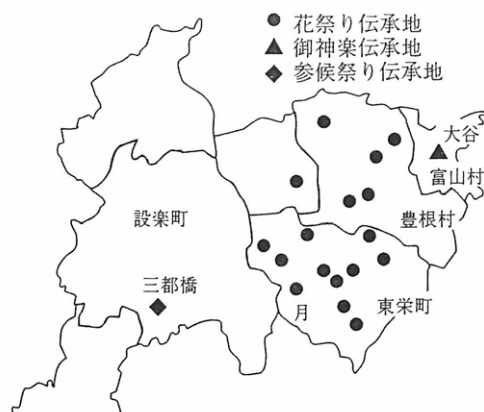 ● 花祭り伝承地
▲ 御神楽伝承地
◆ 参候祭り伝承地
大谷
富山村
設楽町
豊根村
三都橋
月
東栄町